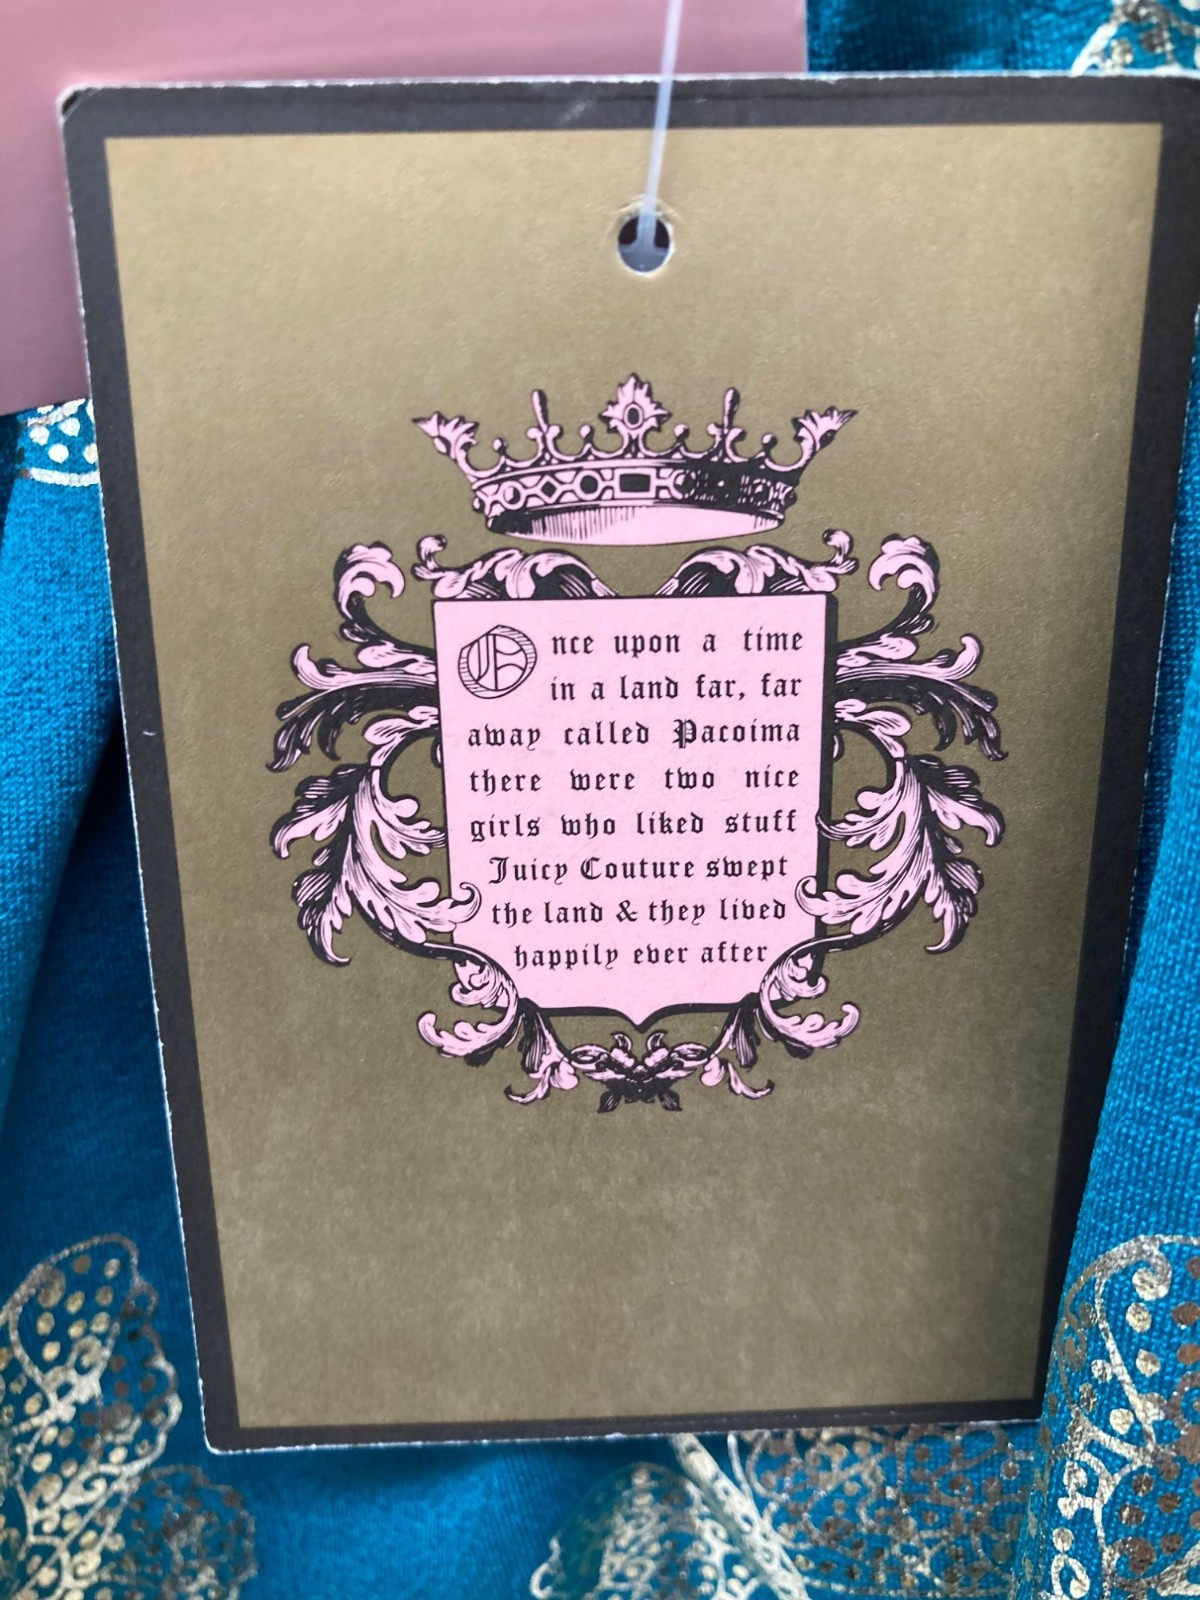 Once upon a time
in a land far, far
away called Pacoima
there were two nice
girls who liked stuff
Juicy Couture swept
the land & they lived
happily ever after